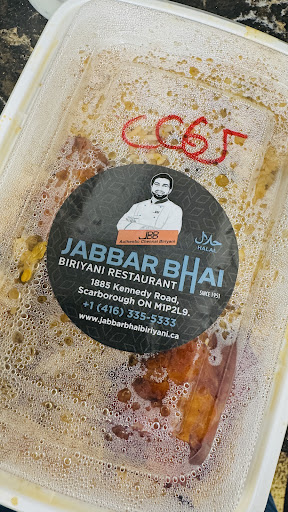 CC65
JBB
Authentic Chennai Biriyani
JABBAR BHAI
حلال
HALAL
BIRIYANI RESTAURANT
SINCE 1951
1885 Kennedy Road,
Scarborough ON M1P2L9.
+1 (416) 335-5333
www.jabbarbhaibiriyani.ca